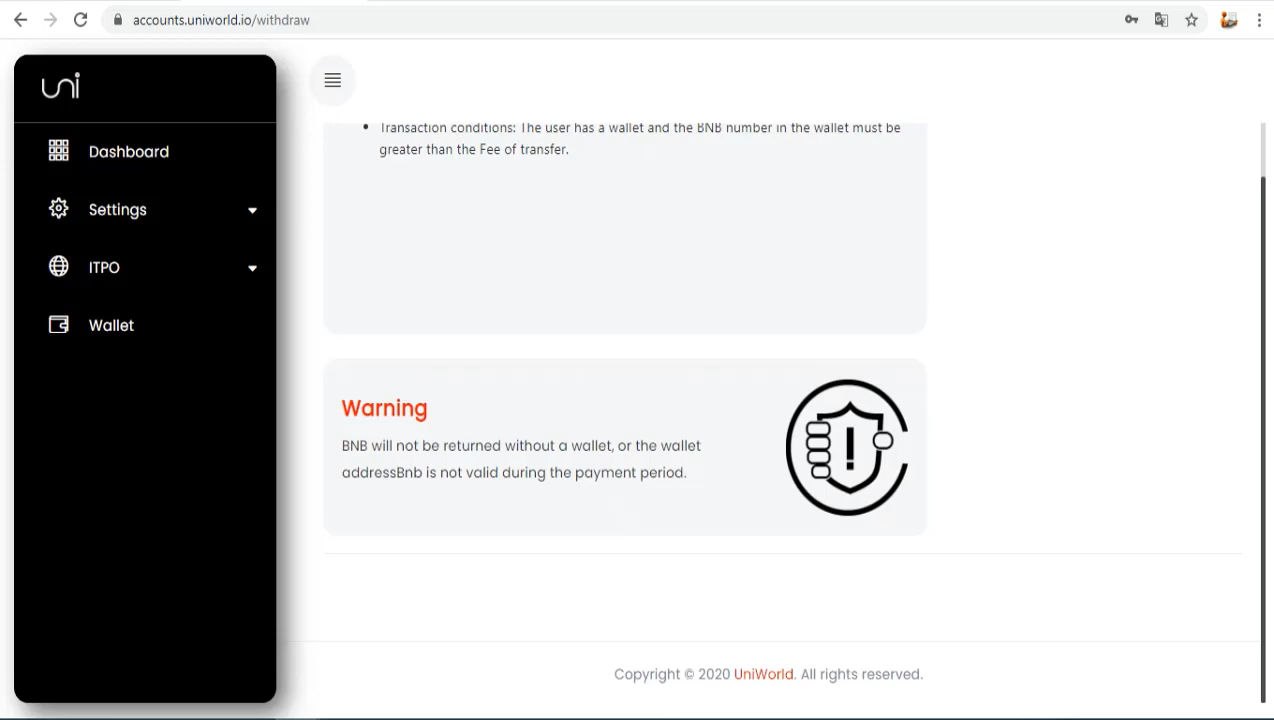 accounts.uniworld.io/withdraw
uni
Dashboard
Settings
ITPO
Wallet
Transaction conditions: The user has a wallet and the BNB number in the wallet must be
greater than the Fee of transfer.
Warning
BNB will not be returned without a wallet, or the wallet
addressBnb is not valid during the payment period.
Copyright © 2020 UniWorld. All rights reserved.